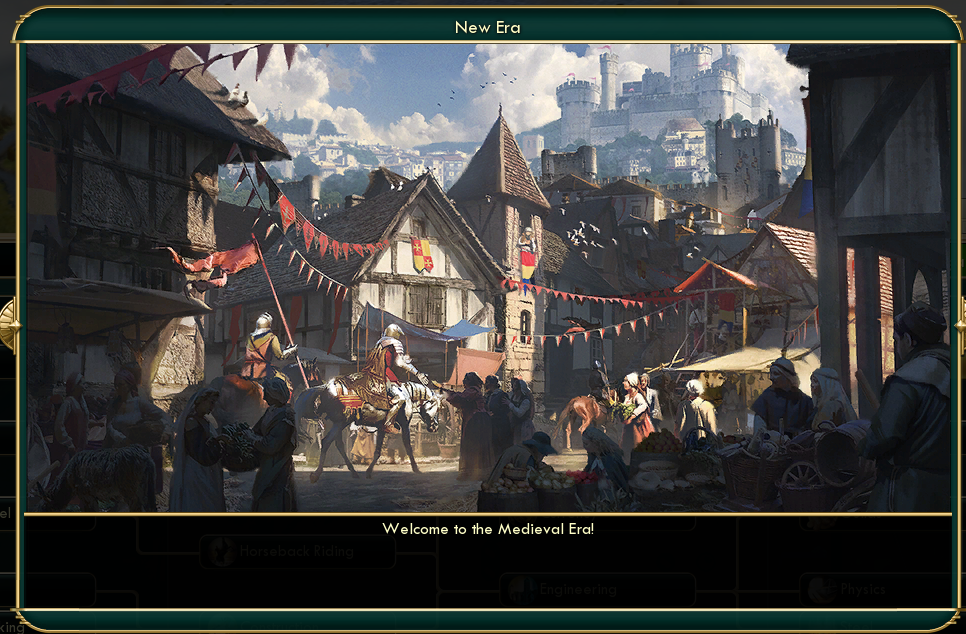 New Era
Welcome to the Medieval Era!
Horseback Riding
Engineering
Physics